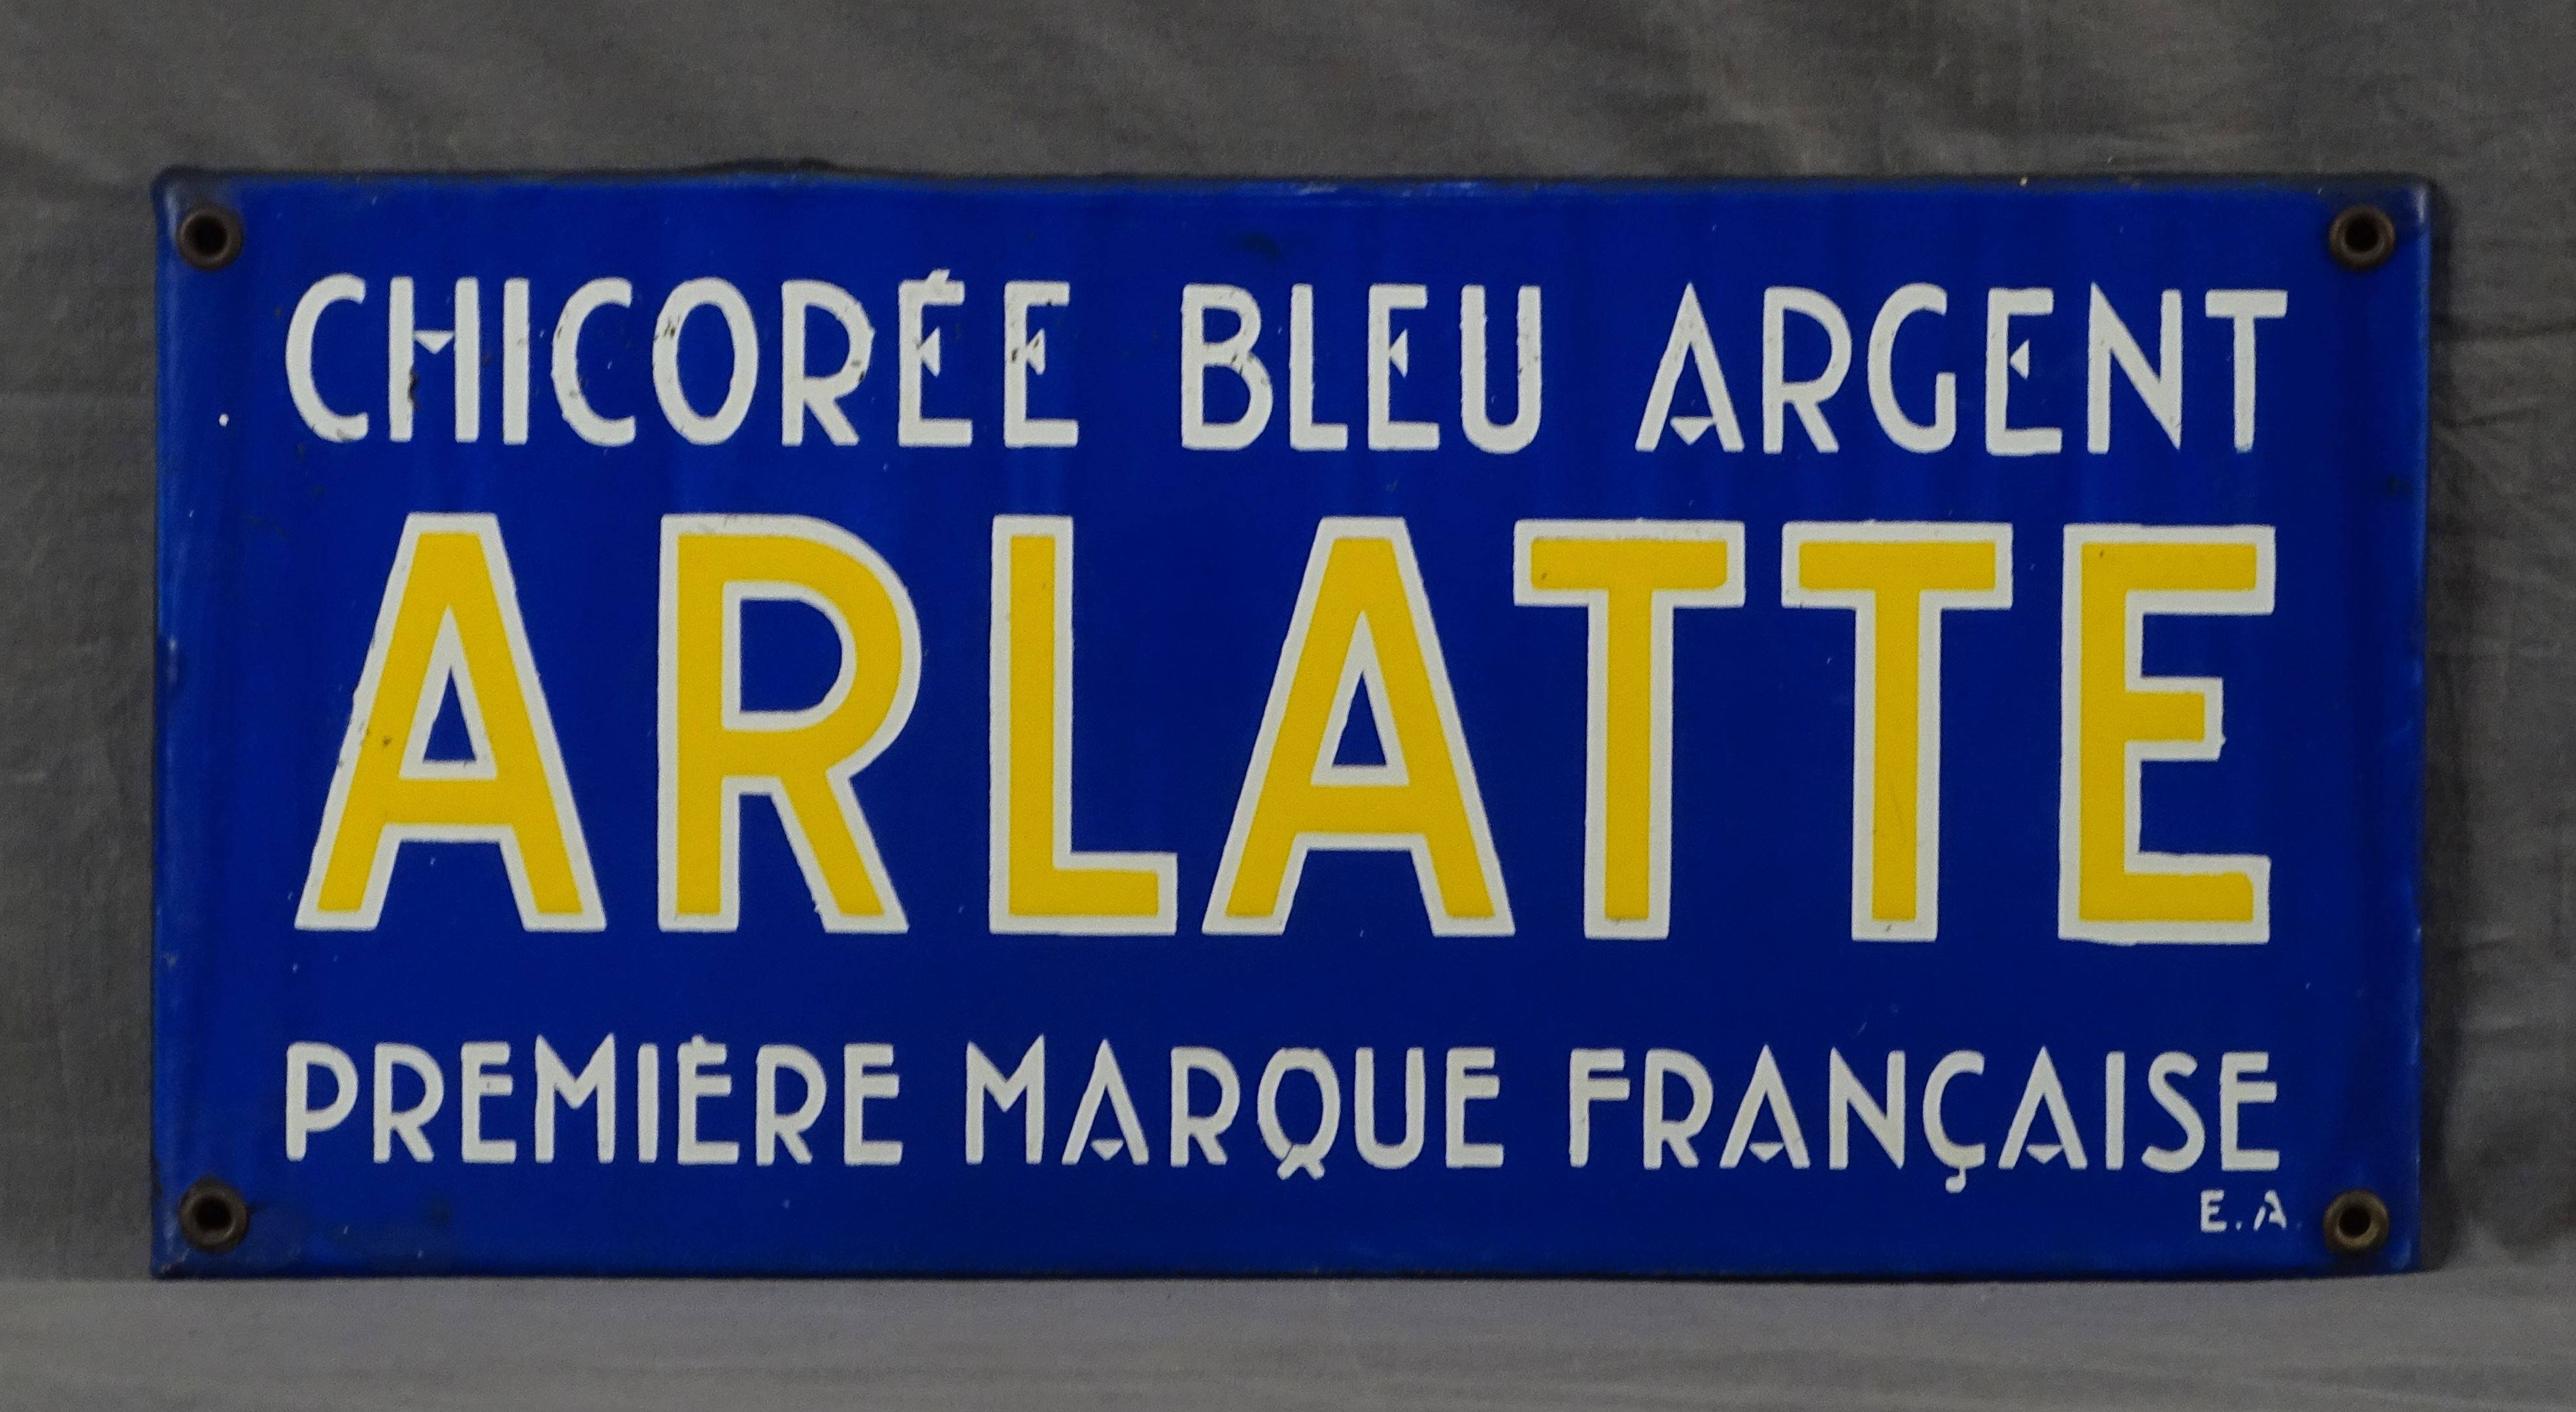 CHICORÉE BLEU ARGENT
ARLATTE
PREMIÈRE MARQUE FRANÇAISE
E.A.